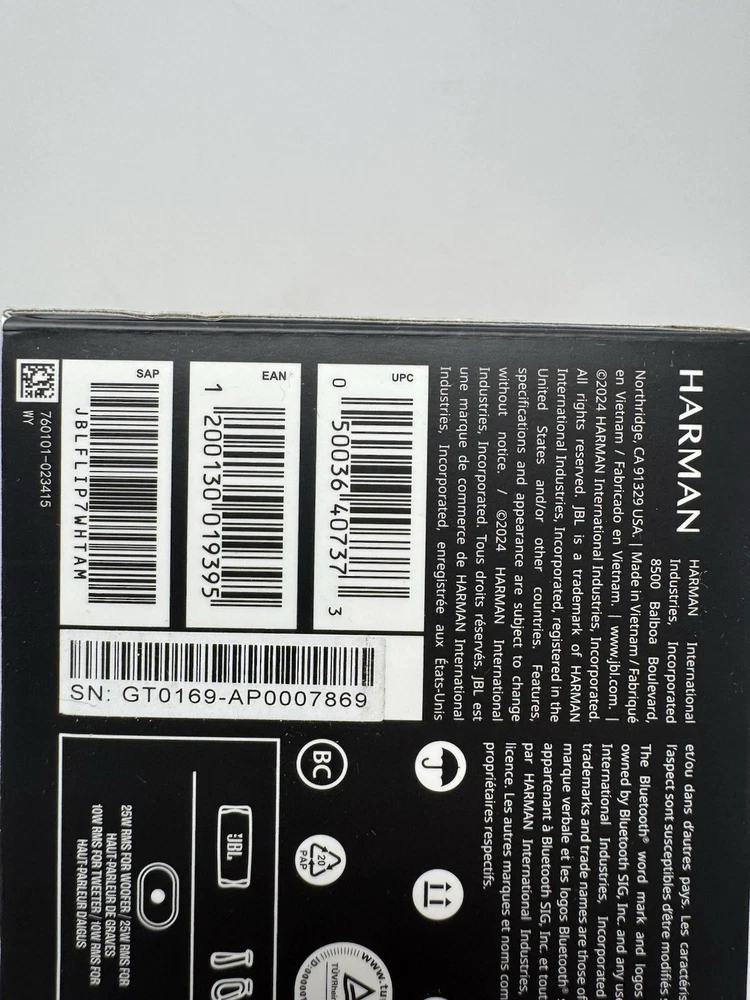 HARMAN
HARMAN International
Industries, Incorporated
8500 Balboa Boulevard,
Northridge, CA 91329 USA. | Made in Vietnam / Fabriqué
en Vietnam / Fabricado en Vietnam. | www.jbl.com. |
©2024 HARMAN International Industries, Incorporated.
All rights reserved. JBL is a trademark of HARMAN
International Industries, Incorporated, registered in the
United States and/or other countries. Features,
specifications and appearance are subject to change
without notice. / ©2024 HARMAN International
Industries, Incorporated. Tous droits réservés. JBL est
une marque de commerce de HARMAN International
Industries, Incorporated, enregistrée aux États-Unis
et/ou dans d'autres pays. Les caractéris
l'aspect sont susceptibles d'être modifiés
The Bluetooth® word mark and logos
owned by Bluetooth SIG, Inc. and any us
International Industries, Incorporated
trademarks and trade names are those of
marque verbale et les logos Bluetooth®
appartenant à Bluetooth SIG, Inc. et tou
par HARMAN International Industries,
licence. Les autres marques et noms com
propriétaires respectifs.
UPC
0 50036 40737 3
EAN
1 200130 019395
SAP
JBLFLIP7WHTAM
760101-023415
WY
SN: GT0169-AP0007869
BC
20
PAP
JBL
25W RMS FOR WOOFER / 25W RMS FOR
HAUT-PARLEUR DE GRAVES
10W RMS FOR TWEETER / 10W RMS FOR
HAUT-PARLEUR D'AIGUS
www.tu
TÜVRhe